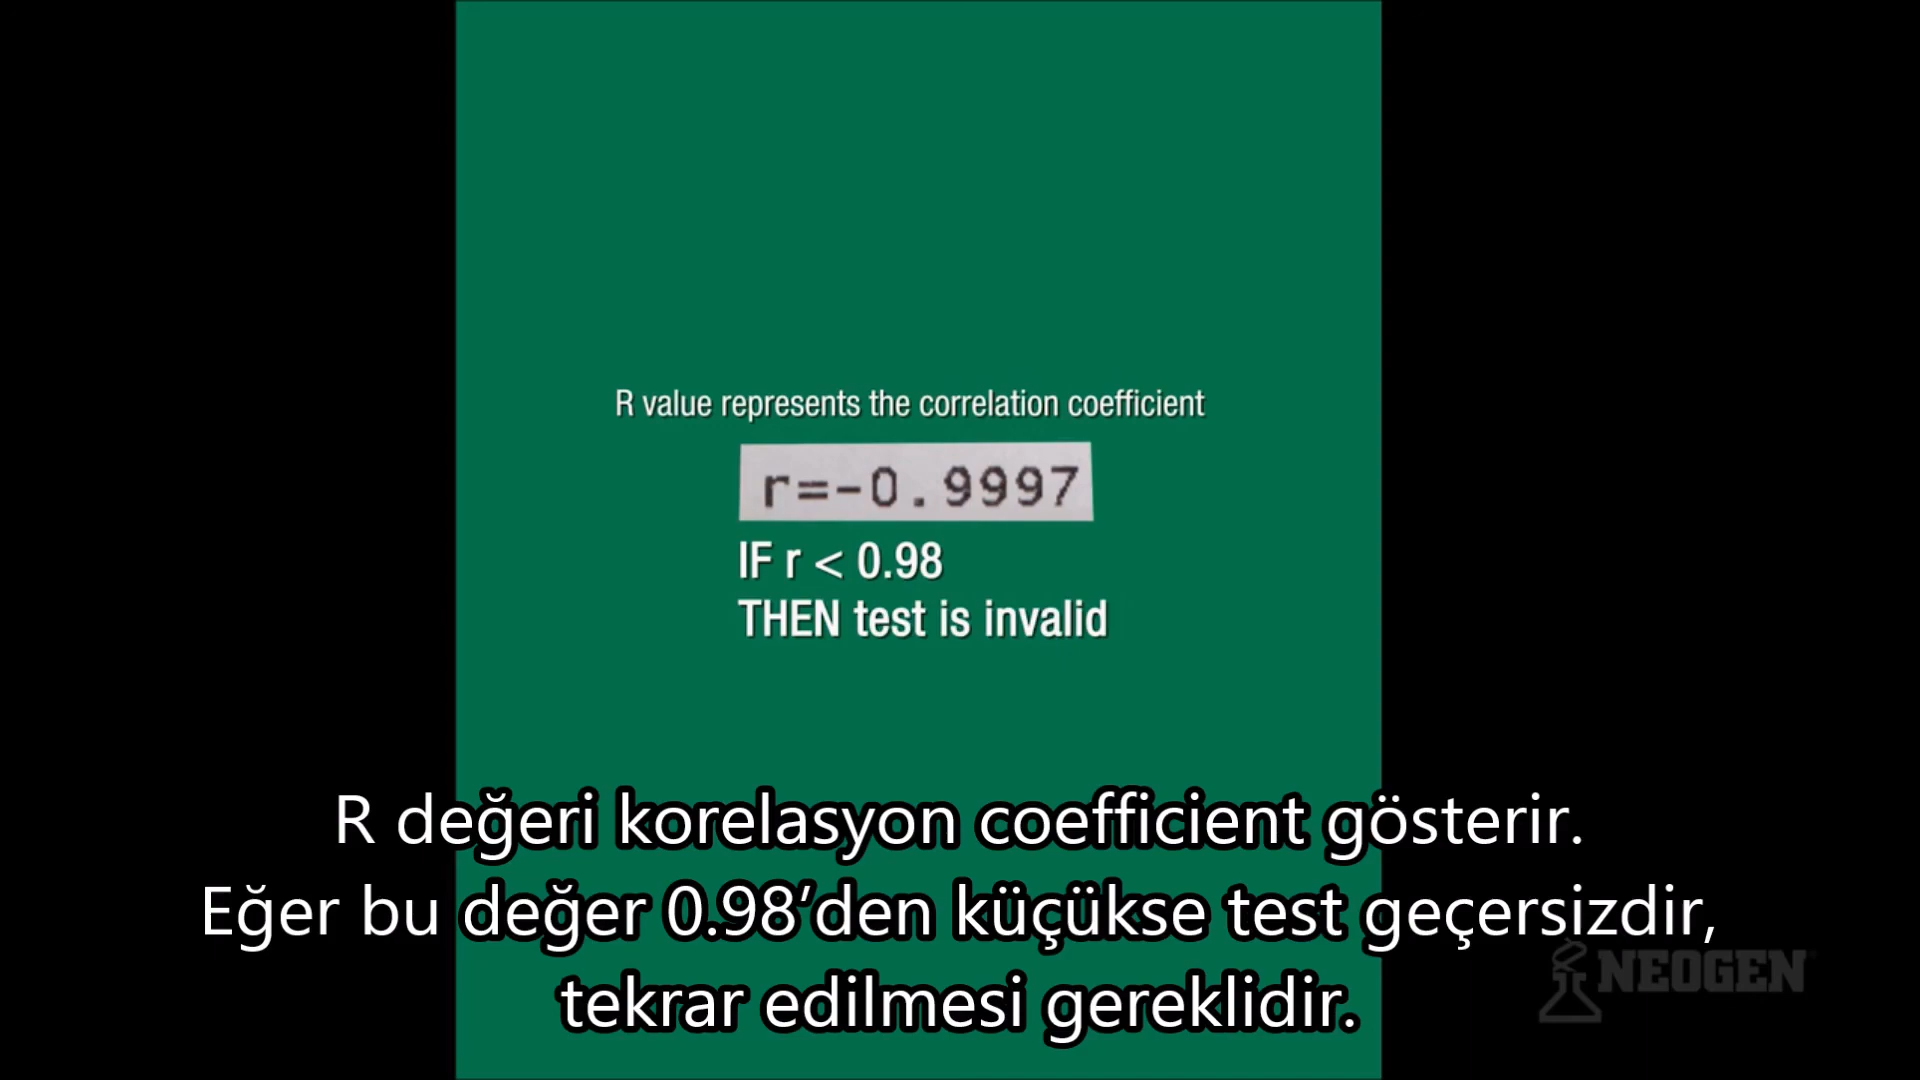 R value represents the correlation coefficient
r=-0.9997
IF r < 0.98
THEN test is invalid
R değeri korelasyon coefficient gösterir.
Eğer bu değer 0.98’den küçükse test geçersizdir,
tekrar edilmesi gereklidir.
NEOGEN